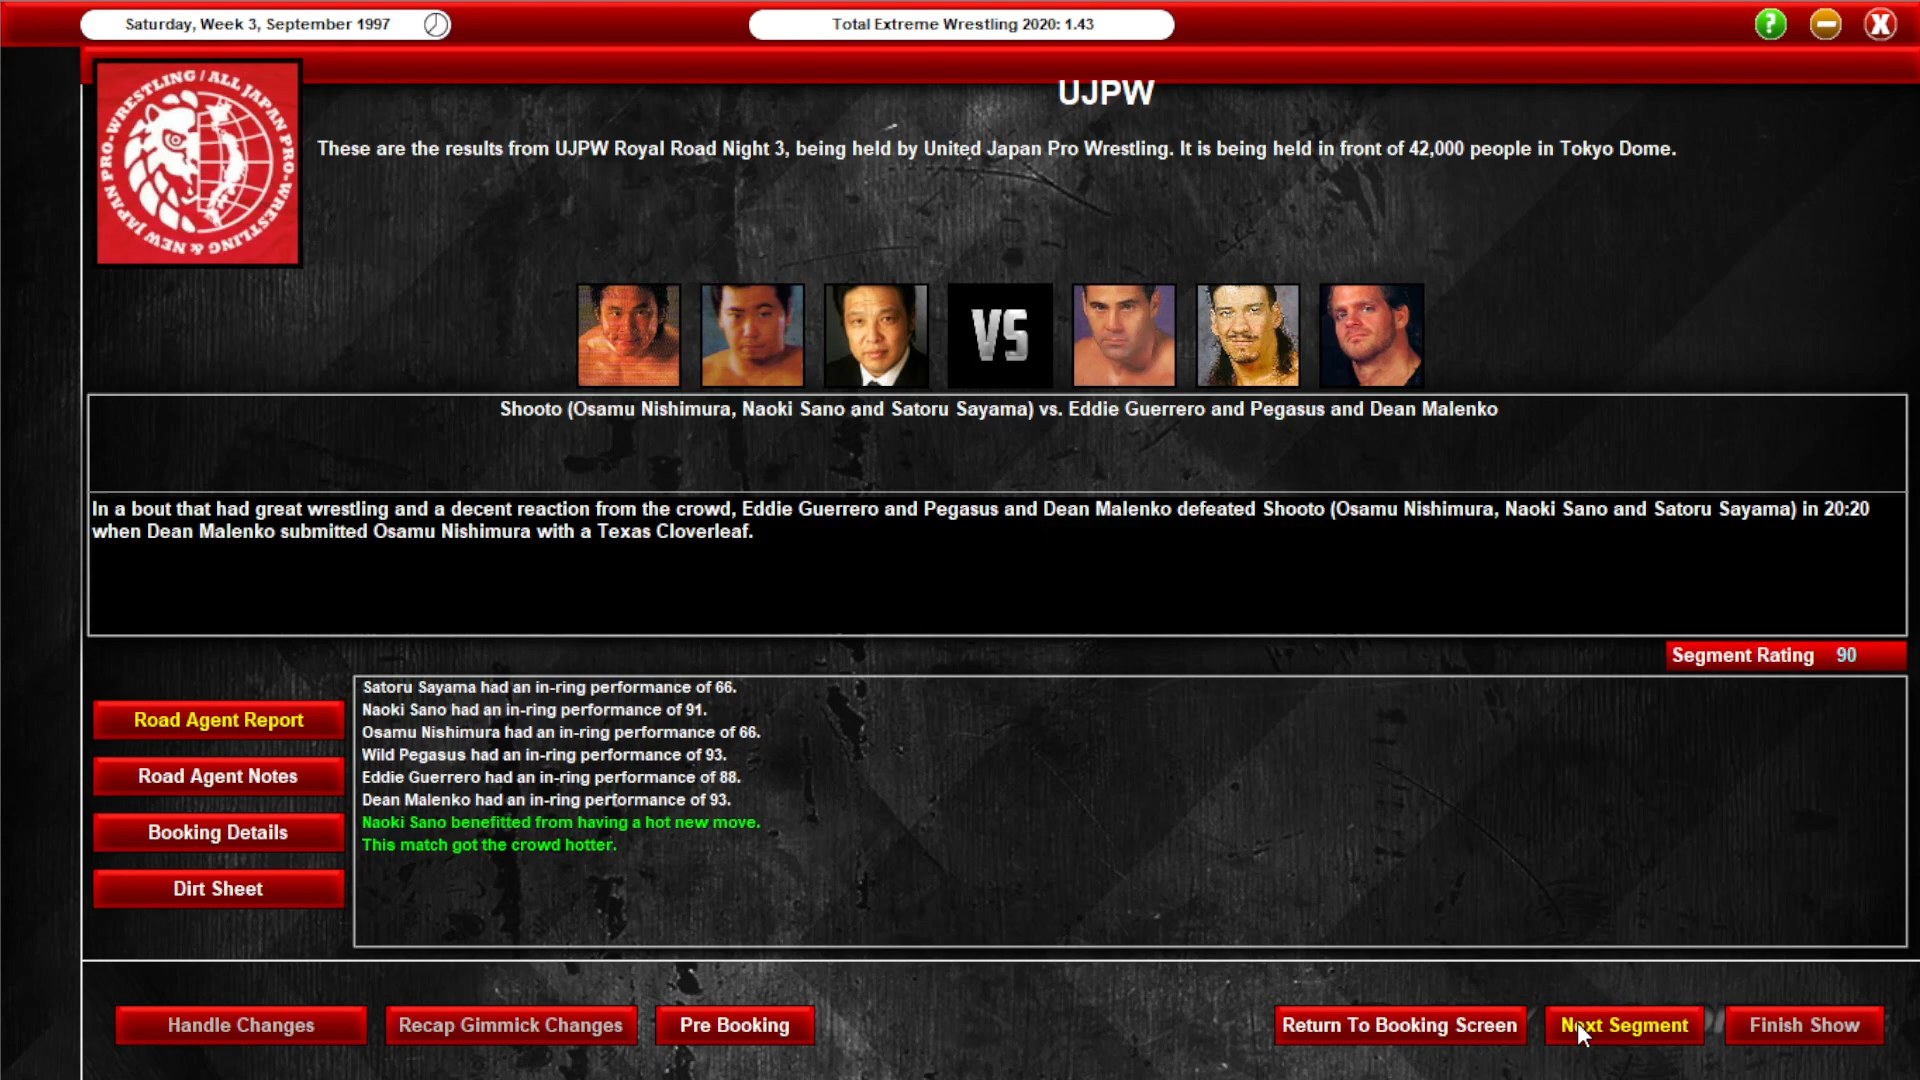 Saturday, Week 3, September 1997
Total Extreme Wrestling 2020: 1.43
?
X
NEW JAPAN PRO-WRESTLING / ALL JAPAN PRO-WRESTLING &
UJPW
These are the results from UJPW Royal Road Night 3, being held by United Japan Pro Wrestling. It is being held in front of 42,000 people in Tokyo Dome.
VS
Shooto (Osamu Nishimura, Naoki Sano and Satoru Sayama) vs. Eddie Guerrero and Pegasus and Dean Malenko
In a bout that had great wrestling and a decent reaction from the crowd, Eddie Guerrero and Pegasus and Dean Malenko defeated Shooto (Osamu Nishimura, Naoki Sano and Satoru Sayama) in 20:20
when Dean Malenko submitted Osamu Nishimura with a Texas Cloverleaf.
Segment Rating 90
Road Agent Report
Road Agent Notes
Booking Details
Dirt Sheet
Satoru Sayama had an in-ring performance of 66.
Naoki Sano had an in-ring performance of 91.
Osamu Nishimura had an in-ring performance of 66.
Wild Pegasus had an in-ring performance of 93.
Eddie Guerrero had an in-ring performance of 88.
Dean Malenko had an in-ring performance of 93.
Naoki Sano benefitted from having a hot new move.
This match got the crowd hotter.
Handle Changes
Recap Gimmick Changes
Pre Booking
Return To Booking Screen
Next Segment
Finish Show